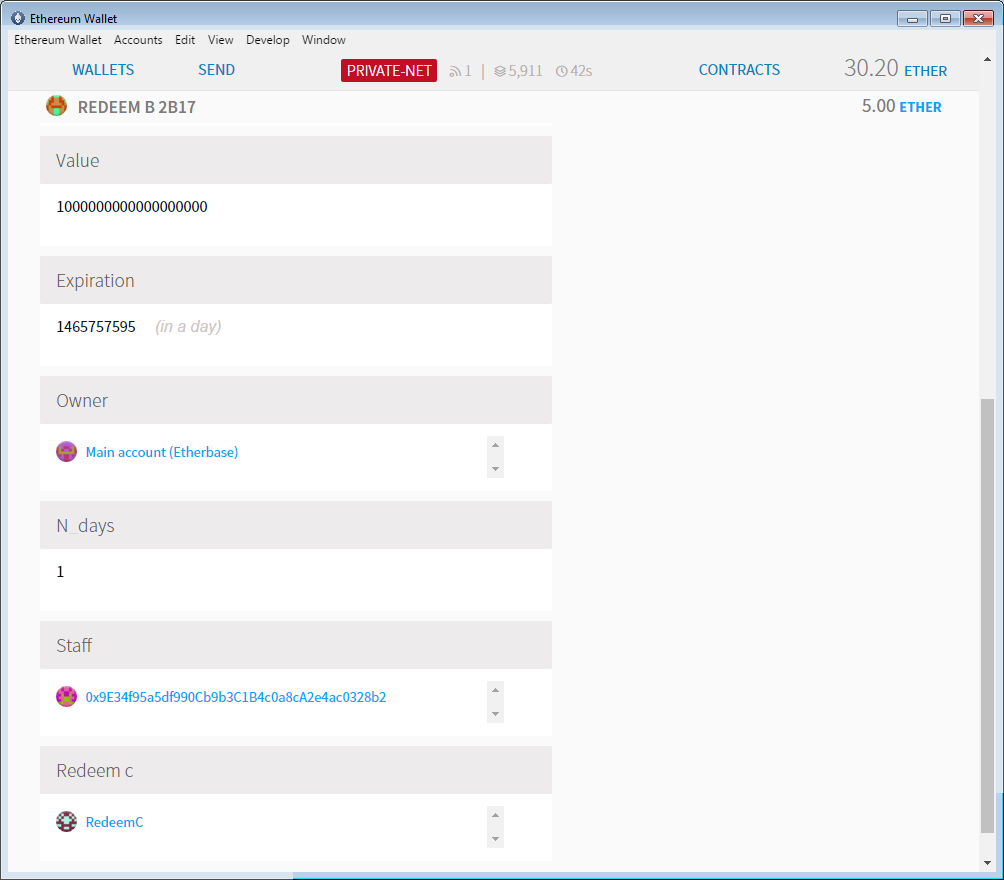 Ethereum Wallet
Ethereum Wallet Accounts Edit View Develop Window
WALLETS SEND PRIVATE-NET 1 | 5,911 42s CONTRACTS 30.20 ETHER
REDEEM B 2B17 5.00 ETHER
Value
1000000000000000000
Expiration
1465757595 (in a day)
Owner
Main account (Etherbase)
N_days
1
Staff
0x9E34f95a5df990Cb9b3C1B4c0a8cA2e4ac0328b2
Redeem c
RedeemC